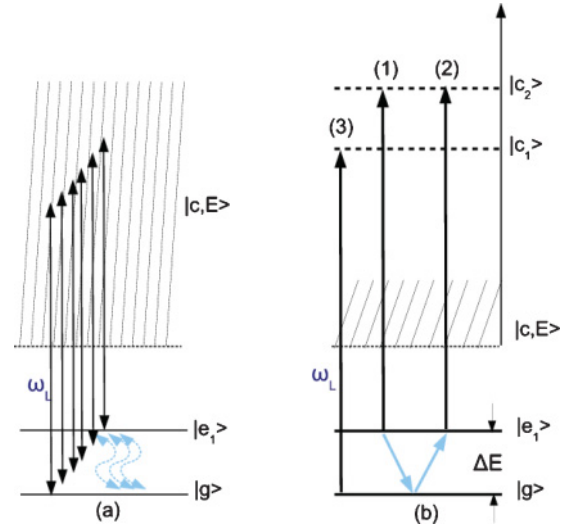 |c,E>
ω_L
|e₁>
|g>
(a)
(1)
(2)
(3)
|c₂>
|c₁>
|c,E>
ω_L
|e₁>
ΔE
|g>
(b)